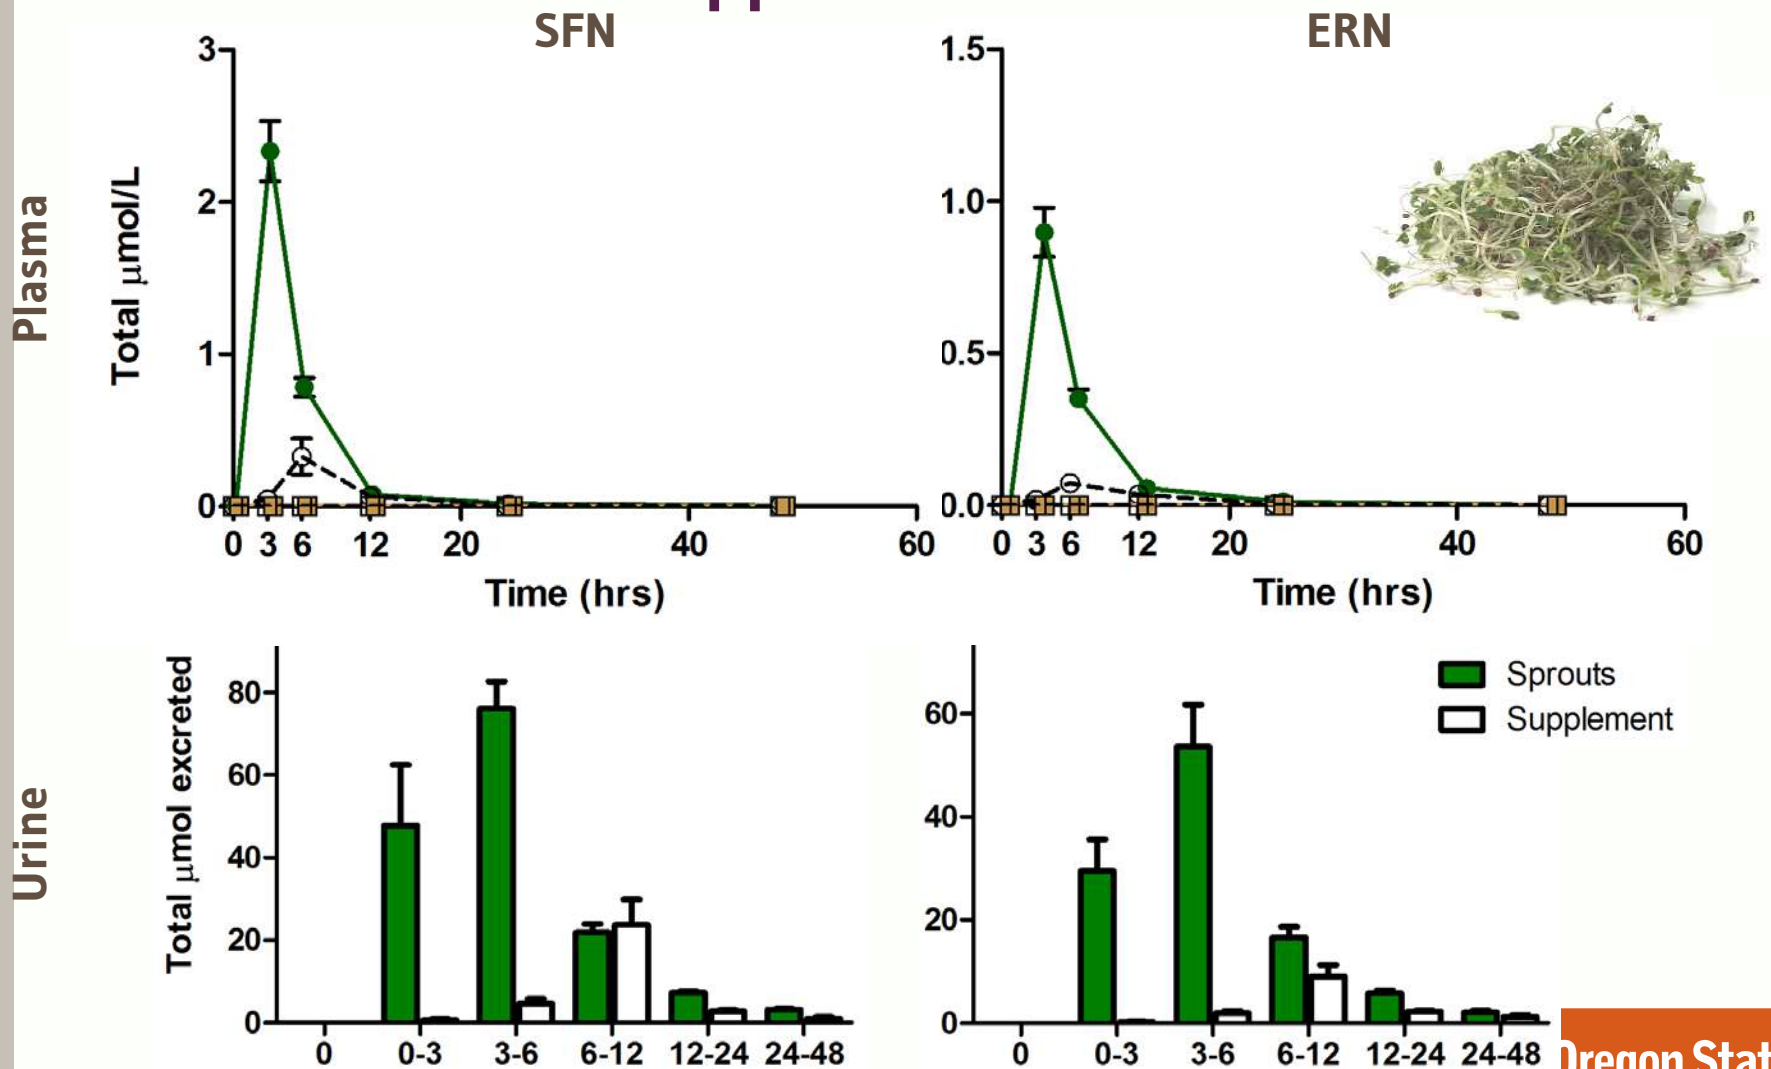 SFN
ERN
Plasma
Total μmol/L
3
2
1
0
0 3 6 12 20 40 60
Time (hrs)
1.5
1.0
0.5
0.0
0 3 6 12 20 40 60
Time (hrs)
Urine
Total μmol excreted
80
60
40
20
0
0 0-3 3-6 6-12 12-24 24-48
60
40
20
0
0 0-3 3-6 6-12 12-24 24-48
Sprouts
Supplement
Oregon Stat